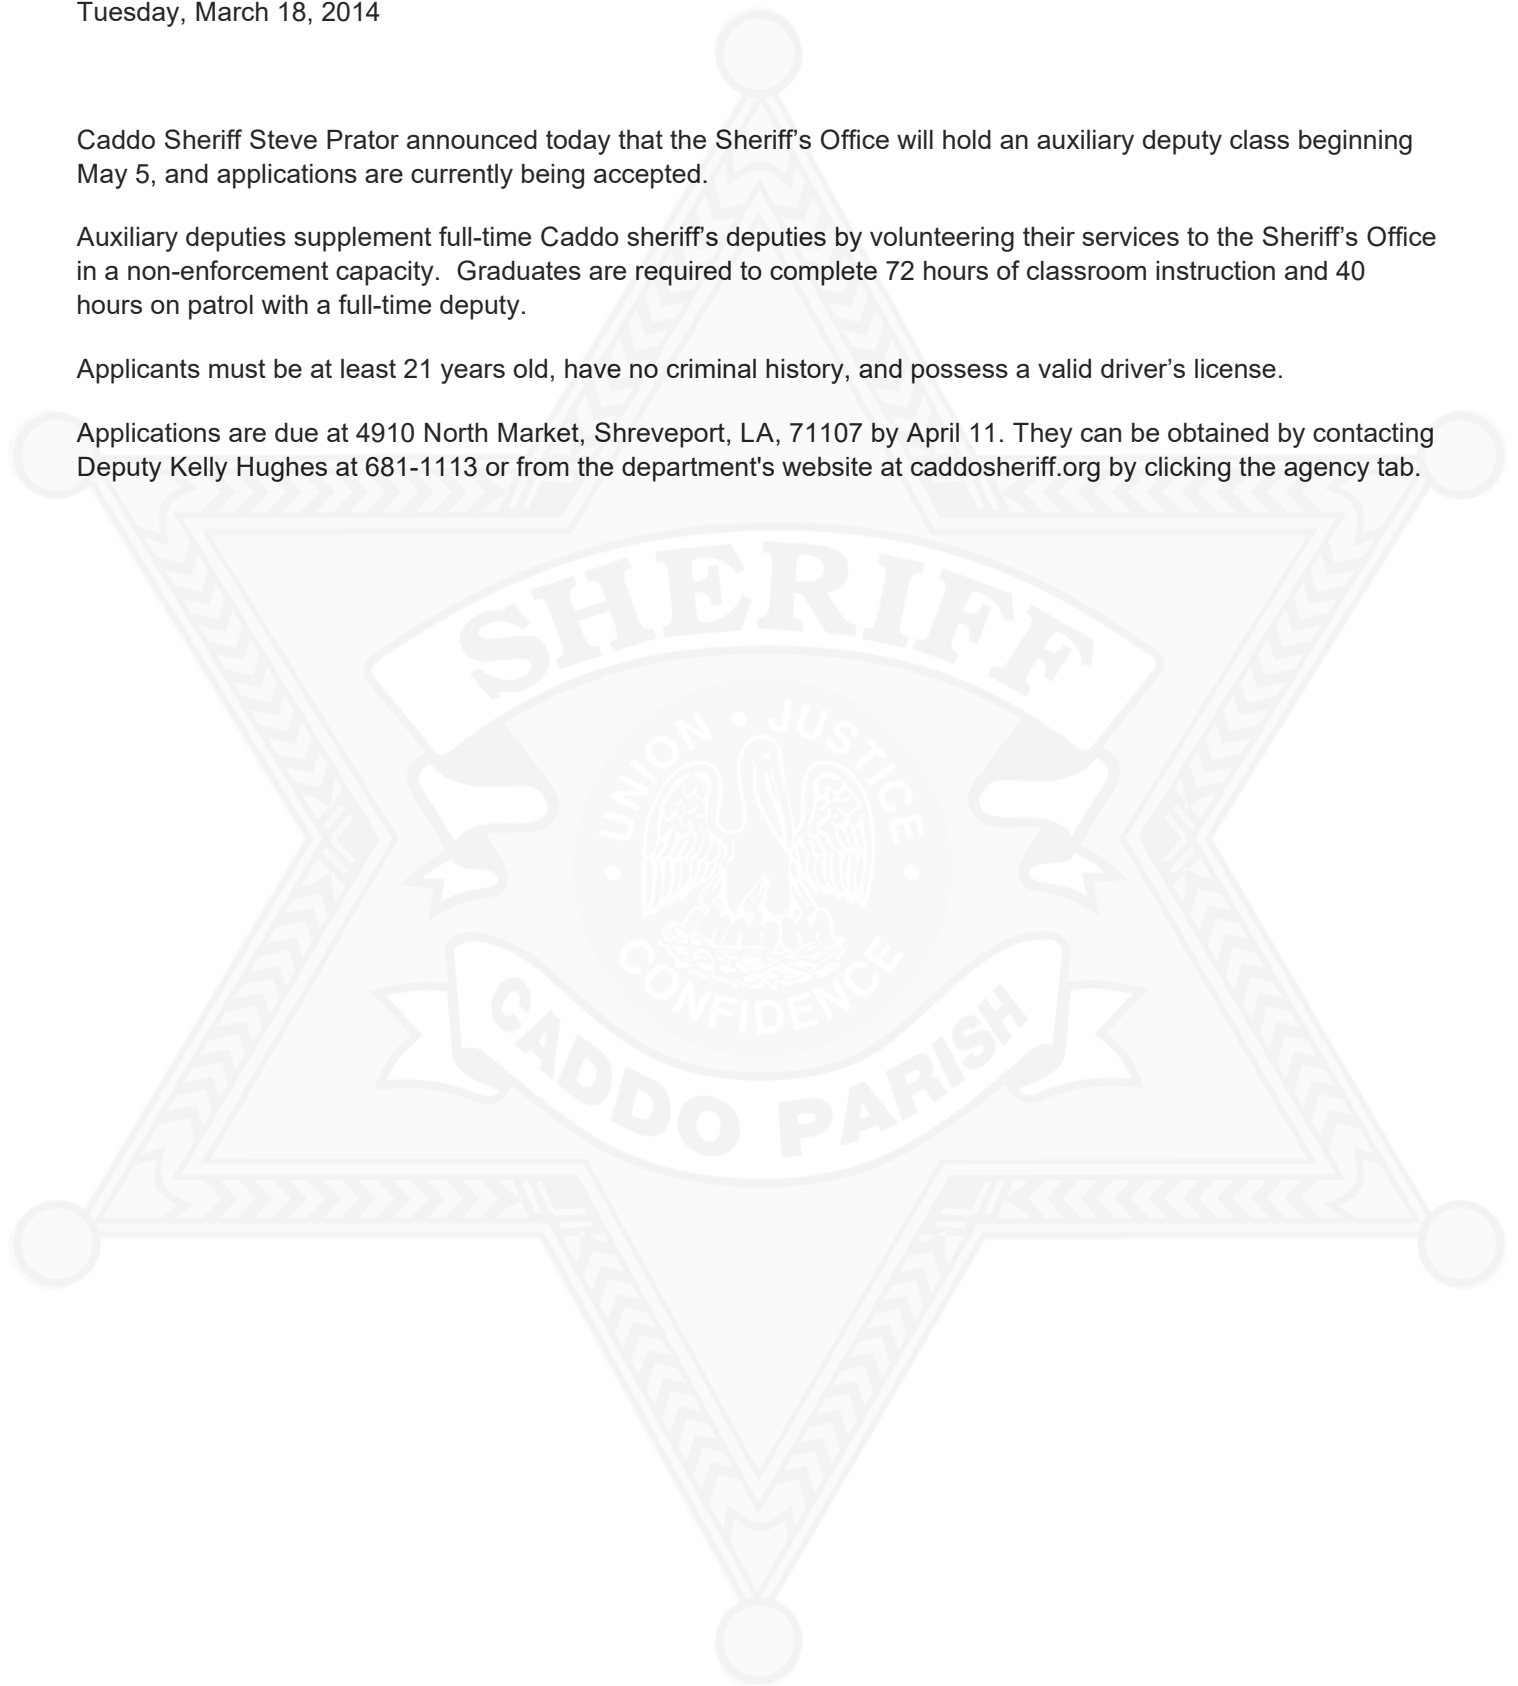 Tuesday, March 18, 2014
Caddo Sheriff Steve Prator announced today that the Sheriff’s Office will hold an auxiliary deputy class beginning
May 5, and applications are currently being accepted.
Auxiliary deputies supplement full-time Caddo sheriff’s deputies by volunteering their services to the Sheriff’s Office
in a non-enforcement capacity.  Graduates are required to complete 72 hours of classroom instruction and 40
hours on patrol with a full-time deputy.
Applicants must be at least 21 years old, have no criminal history, and possess a valid driver’s license.
Applications are due at 4910 North Market, Shreveport, LA, 71107 by April 11. They can be obtained by contacting
Deputy Kelly Hughes at 681-1113 or from the department's website at caddosheriff.org by clicking the agency tab.
SHERIFF
UNION • JUSTICE
• CONFIDENCE •
CADDO PARISH